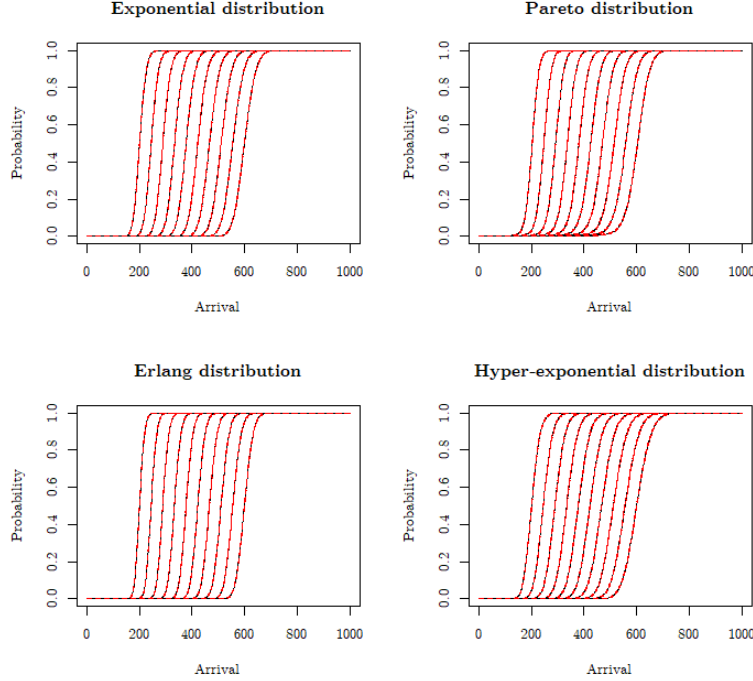 Exponential distribution
Probability
0.0 0.2 0.4 0.6 0.8 1.0
0 200 400 600 800 1000
Arrival
Pareto distribution
Probability
0.0 0.2 0.4 0.6 0.8 1.0
0 200 400 600 800 1000
Arrival
Erlang distribution
Probability
0.0 0.2 0.4 0.6 0.8 1.0
0 200 400 600 800 1000
Arrival
Hyper-exponential distribution
Probability
0.0 0.2 0.4 0.6 0.8 1.0
0 200 400 600 800 1000
Arrival